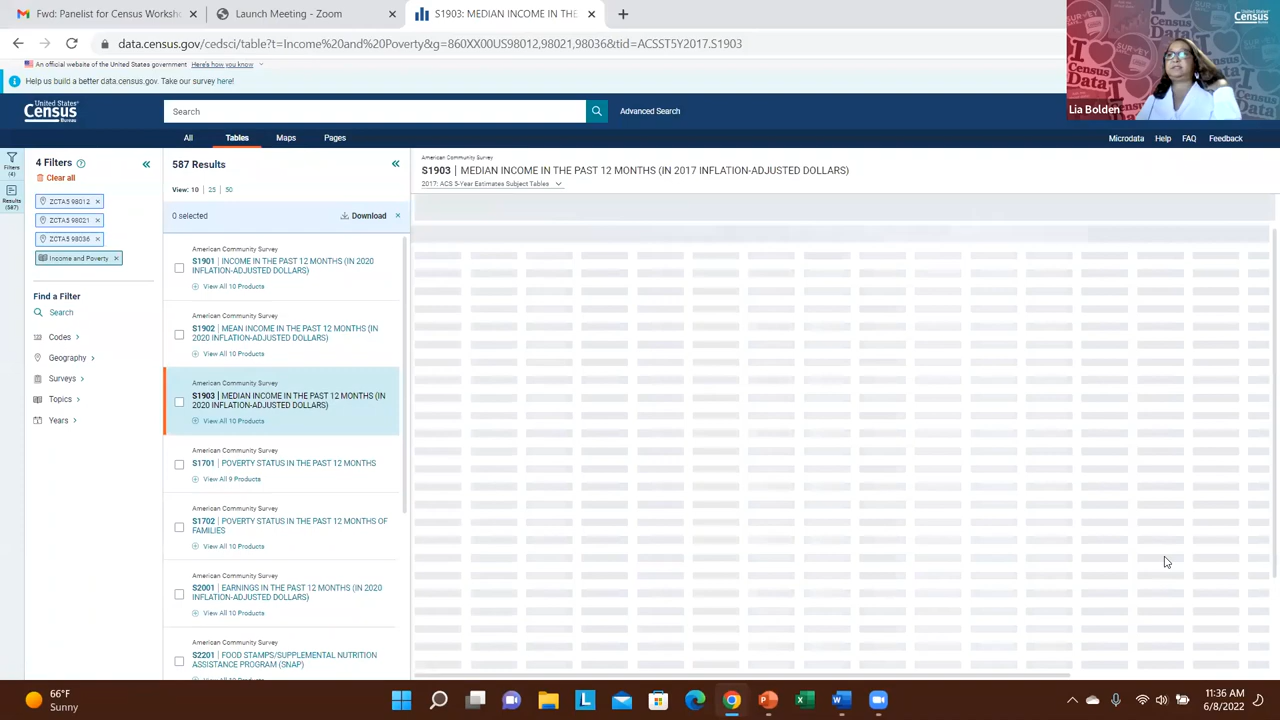 Fwd: Panelist for Census Worksho
Launch Meeting - Zoom
S1903: MEDIAN INCOME IN THE
data.census.gov/cedsci/table?t=Income%20and%20Poverty&g=860XX00US98012,98021,98036&tid=ACSST5Y2017.S1903
An official website of the United States government Here's how you know
Help us build a better data.census.gov. Take our survey here!
United States
Census
Bureau
Search
Advanced Search
All
Tables
Maps
Pages
Microdata
Help
FAQ
Feedback
Filters
(4)
Results
(587)
4 Filters
Clear all
ZCTA5 98012
ZCTA5 98021
ZCTA5 98036
Income and Poverty
Find a Filter
Search
Codes
Geography
Surveys
Topics
Years
587 Results
View: 10 25 50
0 selected
Download
American Community Survey
S1901 | INCOME IN THE PAST 12 MONTHS (IN 2020
INFLATION-ADJUSTED DOLLARS)
View All 10 Products
American Community Survey
S1902 | MEAN INCOME IN THE PAST 12 MONTHS (IN
2020 INFLATION-ADJUSTED DOLLARS)
View All 10 Products
American Community Survey
S1903 | MEDIAN INCOME IN THE PAST 12 MONTHS (IN
2020 INFLATION-ADJUSTED DOLLARS)
View All 10 Products
American Community Survey
S1701 | POVERTY STATUS IN THE PAST 12 MONTHS
View All 9 Products
American Community Survey
S1702 | POVERTY STATUS IN THE PAST 12 MONTHS OF
FAMILIES
View All 10 Products
American Community Survey
S2001 | EARNINGS IN THE PAST 12 MONTHS (IN 2020
INFLATION-ADJUSTED DOLLARS)
View All 10 Products
American Community Survey
S2201 | FOOD STAMPS/SUPPLEMENTAL NUTRITION
ASSISTANCE PROGRAM (SNAP)
American Community Survey
S1903 | MEDIAN INCOME IN THE PAST 12 MONTHS (IN 2017 INFLATION-ADJUSTED DOLLARS)
2017: ACS 5-Year Estimates Subject Tables
Census
Data
Lia Bolden
66°F
Sunny
11:36 AM
6/8/2022